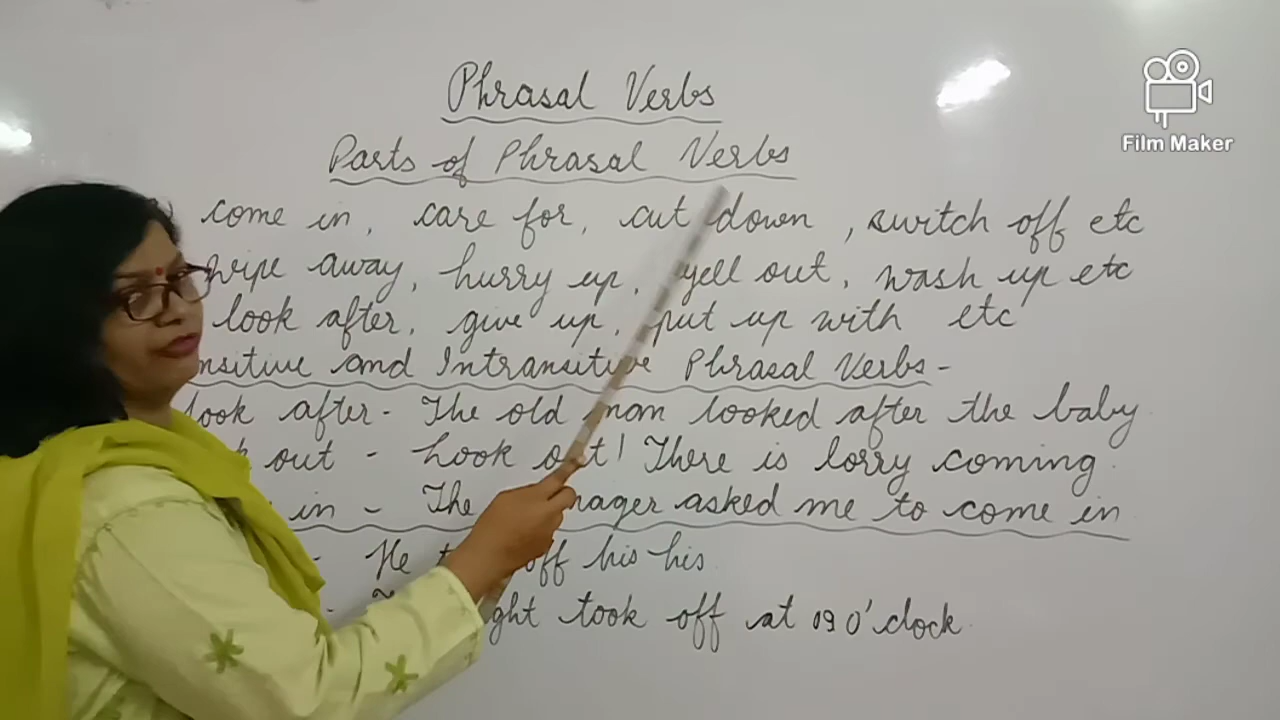 Phrasal Verbs
Film Maker
Parts of Phrasal Verbs
come in, care for, cut down, switch off etc
wipe away, hurry up, yell out, wash up etc
look after, give up, put up with etc
and Intransitive Phrasal Verbs -
look after - The old man looked after the baby
out - Look out! There is lorry coming.
in - The asked me to come in
- He off his his
- took off at 09 O'clock